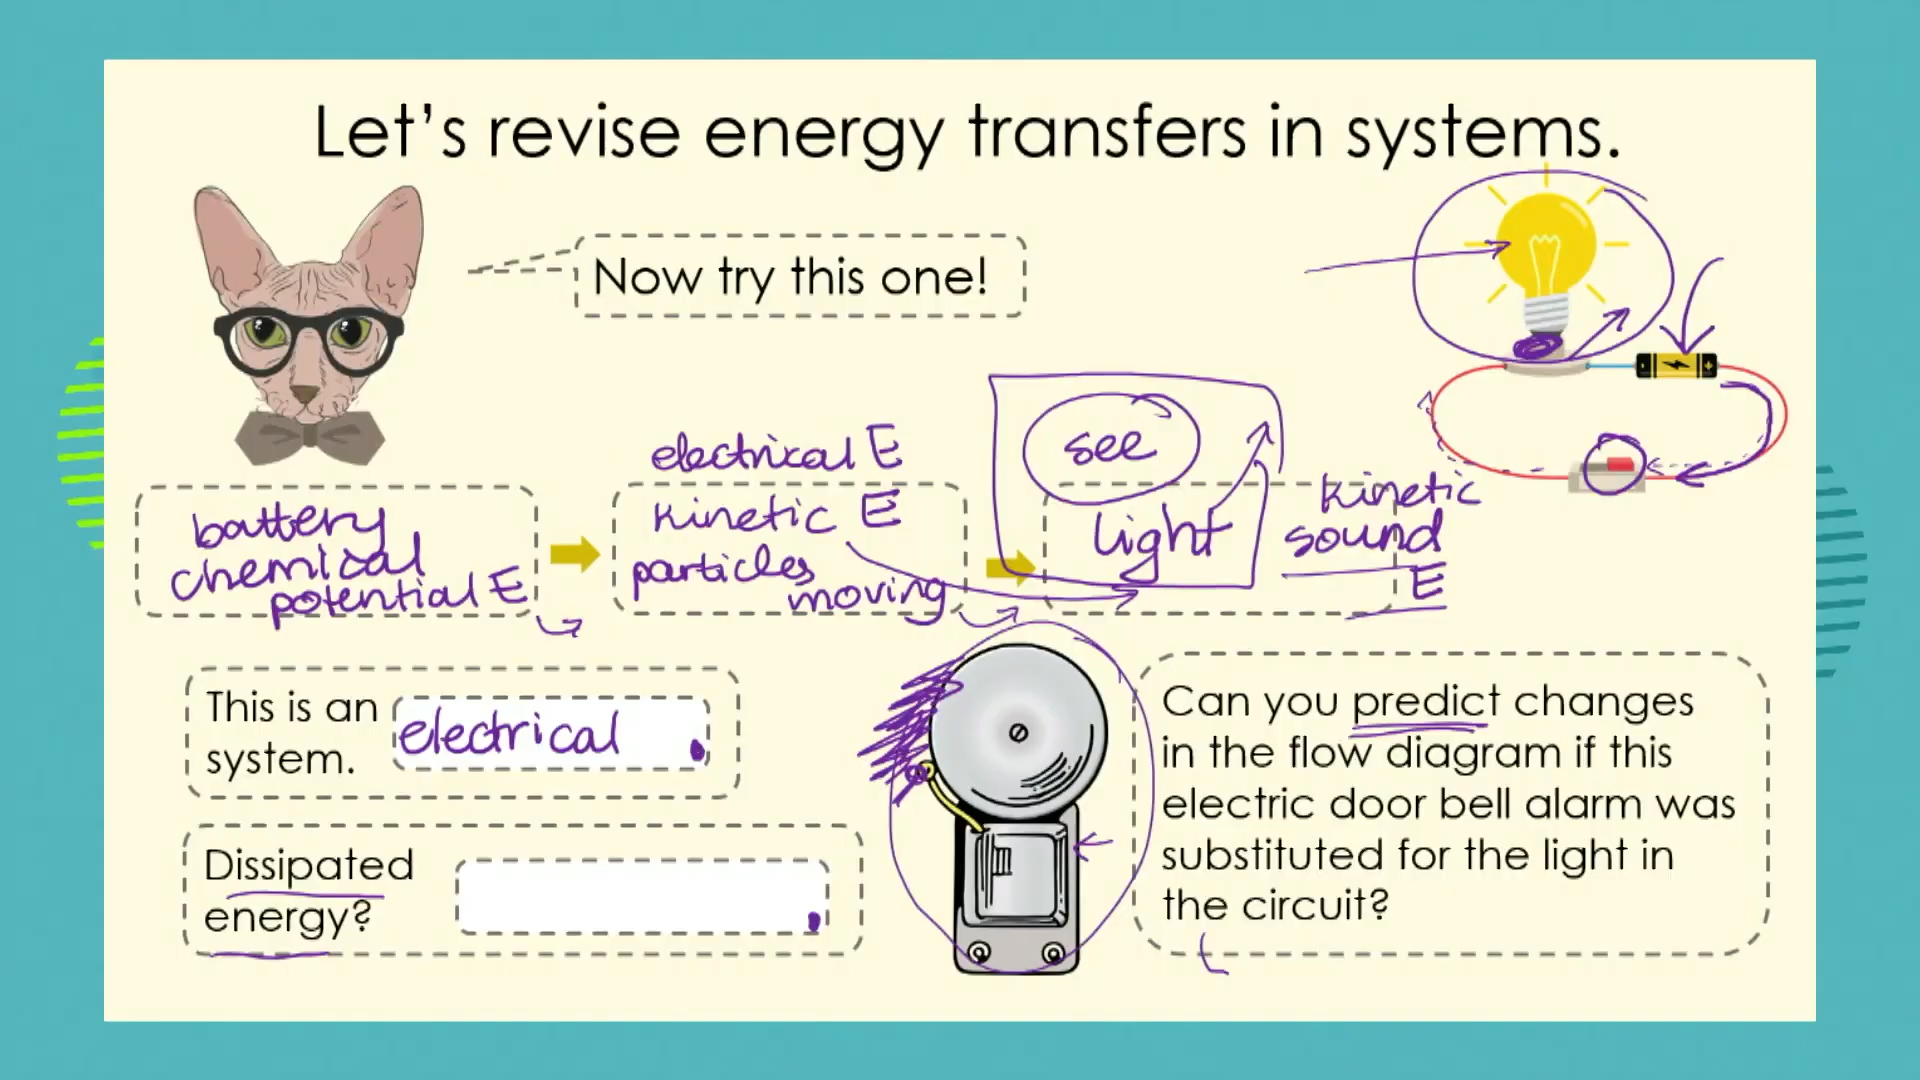 Let's revise energy transfers in systems.
Now try this one!
battery
chemical
potential E
electrical E
kinetic E
particles
moving
see
light
kinetic
sound
E
This is an
system.
electrical
Dissipated
energy?
Can you predict changes
in the flow diagram if this
electric door bell alarm was
substituted for the light in
the circuit?